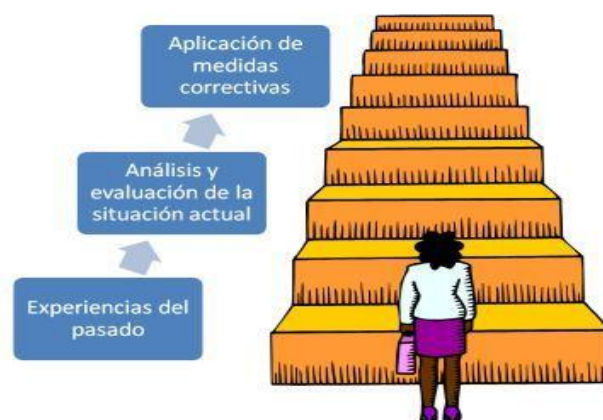 Aplicación de
medidas
correctivas
Análisis y
evaluación de la
situación actual
Experiencias del
pasado